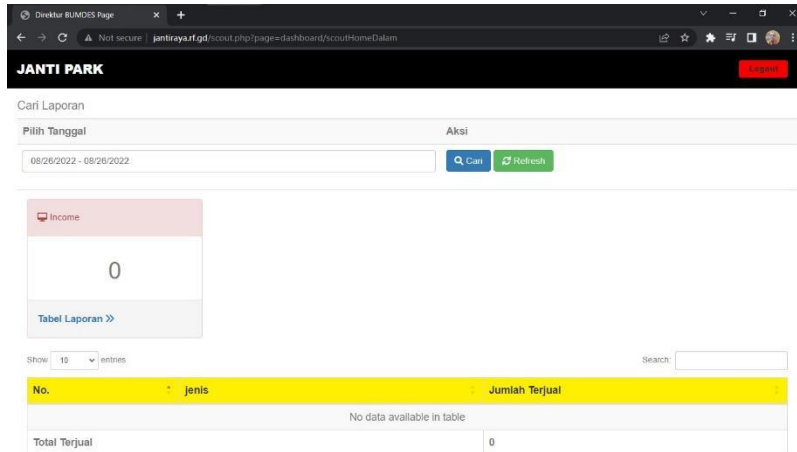 Direktur BUMDES Page
Not secure | jantiraya.rf.gd/scout.php?page=dashboard/scoutHomeDalam
JANTI PARK
Logout
Cari Laporan
Pilih Tanggal Aksi
08/26/2022 - 08/26/2022 Cari Refresh
Income
0
Tabel Laporan
Show 10 entries Search:
No. jenis Jumlah Terjual
No data available in table
Total Terjual 0